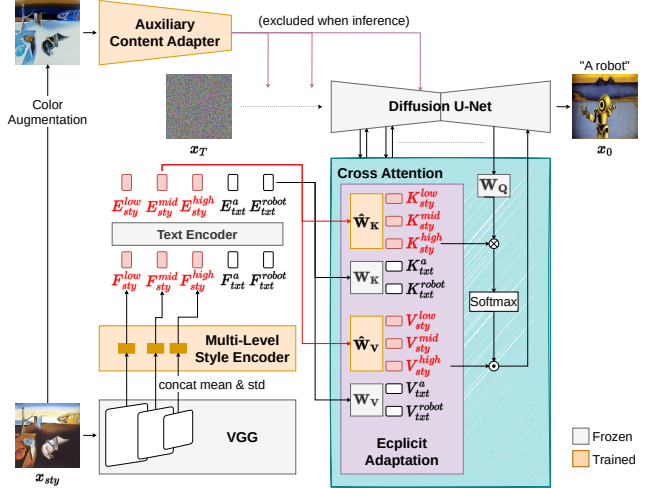 Auxiliary
Content Adapter
(excluded when inference)
"A robot"
Diffusion U-Net
Color
Augmentation
x_T
x_0
Cross Attention
E_sty^low E_sty^mid E_sty^high E_txt^a E_txt^robot
Text Encoder
F_sty^low F_sty^mid F_sty^high F_txt^a F_txt^robot
Multi-Level
Style Encoder
concat mean & std
VGG
x_sty
W_Q
Ŵ_K
K_sty^low
K_sty^mid
K_sty^high
W_K
K_txt^a
K_txt^robot
Softmax
Ŵ_V
V_sty^low
V_sty^mid
V_sty^high
W_V
V_txt^a
V_txt^robot
Ecplicit
Adaptation
Frozen
Trained